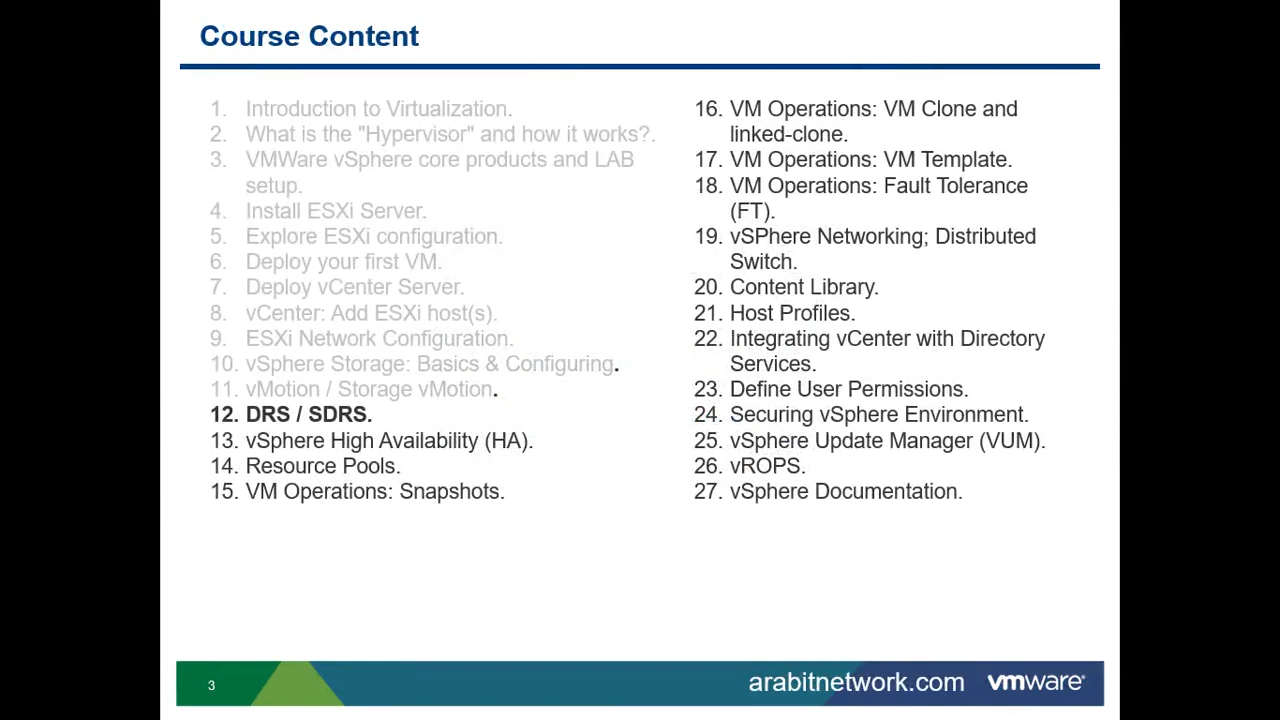 Course Content
1. Introduction to Virtualization.
2. What is the "Hypervisor" and how it works?.
3. VMWare vSphere core products and LAB
setup.
4. Install ESXi Server.
5. Explore ESXi configuration.
6. Deploy your first VM.
7. Deploy vCenter Server.
8. vCenter: Add ESXi host(s).
9. ESXi Network Configuration.
10. vSphere Storage: Basics & Configuring.
11. vMotion / Storage vMotion.
12. DRS / SDRS.
13. vSphere High Availability (HA).
14. Resource Pools.
15. VM Operations: Snapshots.
16. VM Operations: VM Clone and
linked-clone.
17. VM Operations: VM Template.
18. VM Operations: Fault Tolerance
(FT).
19. vSPhere Networking; Distributed
Switch.
20. Content Library.
21. Host Profiles.
22. Integrating vCenter with Directory
Services.
23. Define User Permissions.
24. Securing vSphere Environment.
25. vSphere Update Manager (VUM).
26. vROPS.
27. vSphere Documentation.
3
arabitnetwork.com
vmware